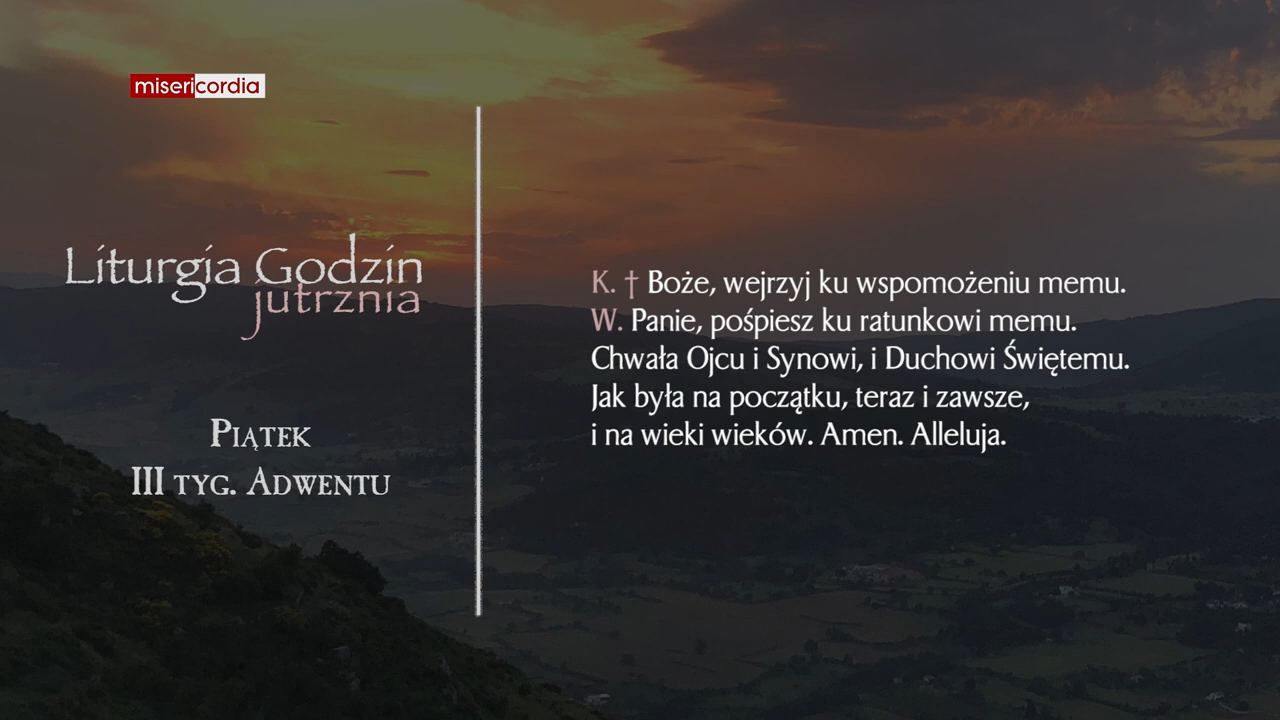 misericordia
Liturgia Godzin
jutrznia
Piątek
III tyg. Adwentu
K. † Boże, wejrzyj ku wspomożeniu memu.
W. Panie, pośpiesz ku ratunkowi memu.
Chwała Ojcu i Synowi, i Duchowi Świętemu.
Jak była na początku, teraz i zawsze,
i na wieki wieków. Amen. Alleluja.